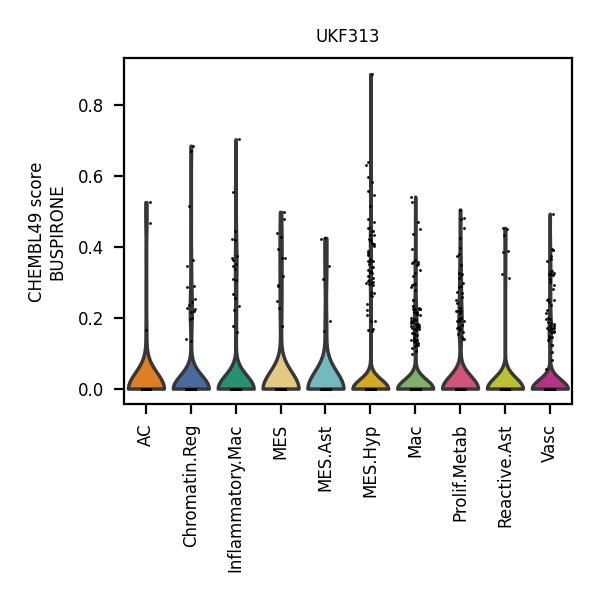 UKF313
CHEMBL49 score
BUSPIRONE
0.8
0.6
0.4
0.2
0.0
AC
Chromatin.Reg
Inflammatory.Mac
MES
MES.Ast
MES.Hyp
Mac
Prolif.Metab
Reactive.Ast
Vasc